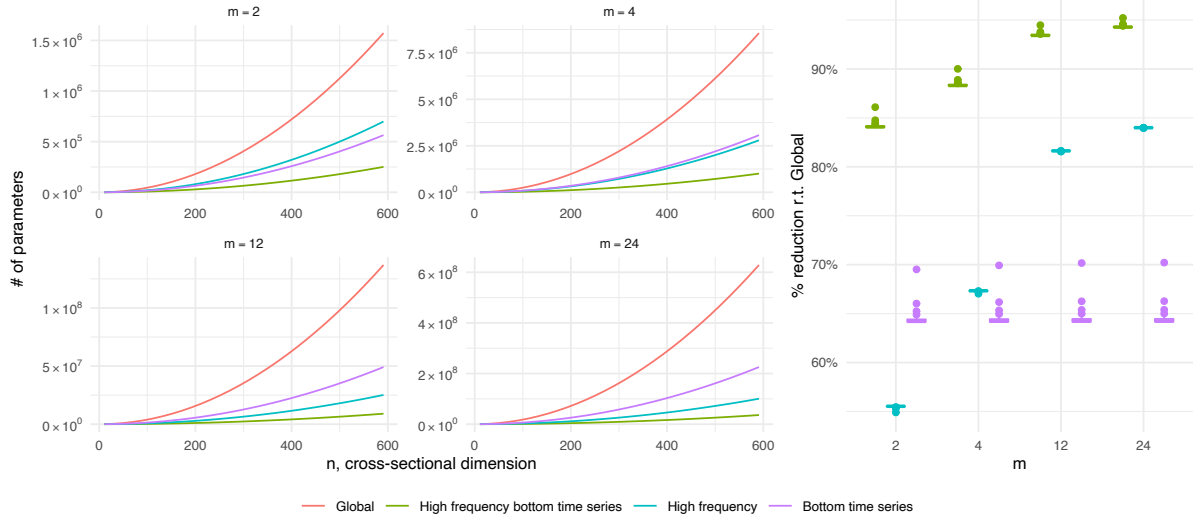 m = 2
m = 4
1.5 × 10⁶
1 × 10⁶
5 × 10⁵
0 × 10⁰
0 200 400 600
7.5 × 10⁶
5 × 10⁶
2.5 × 10⁶
0 × 10⁰
0 200 400 600
m = 12
m = 24
1 × 10⁸
5 × 10⁷
0 × 10⁰
0 200 400 600
6 × 10⁸
4 × 10⁸
2 × 10⁸
0 × 10⁰
0 200 400 600
# of parameters
n, cross-sectional dimension
% reduction r.t. Global
90%
80%
70%
60%
2 4 12 24
m
Global High frequency bottom time series High frequency Bottom time series